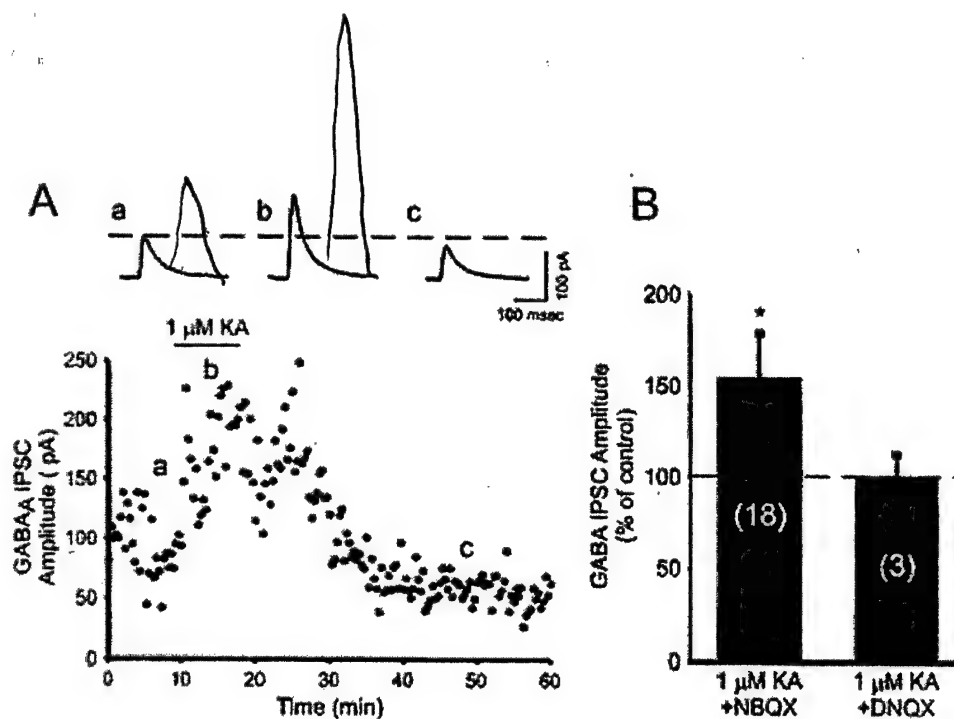 A
a
b
c
100 pA
100 msec
1 µM KA
b
a
c
250
200
150
100
50
0
GABAA IPSC
Amplitude ( pA)
0 10 20 30 40 50 60
Time (min)
B
200
150
100
50
0
GABA IPSC Amplitude
(% of control)
*
(18)
(3)
1 µM KA
+NBQX
1 µM KA
+DNQX